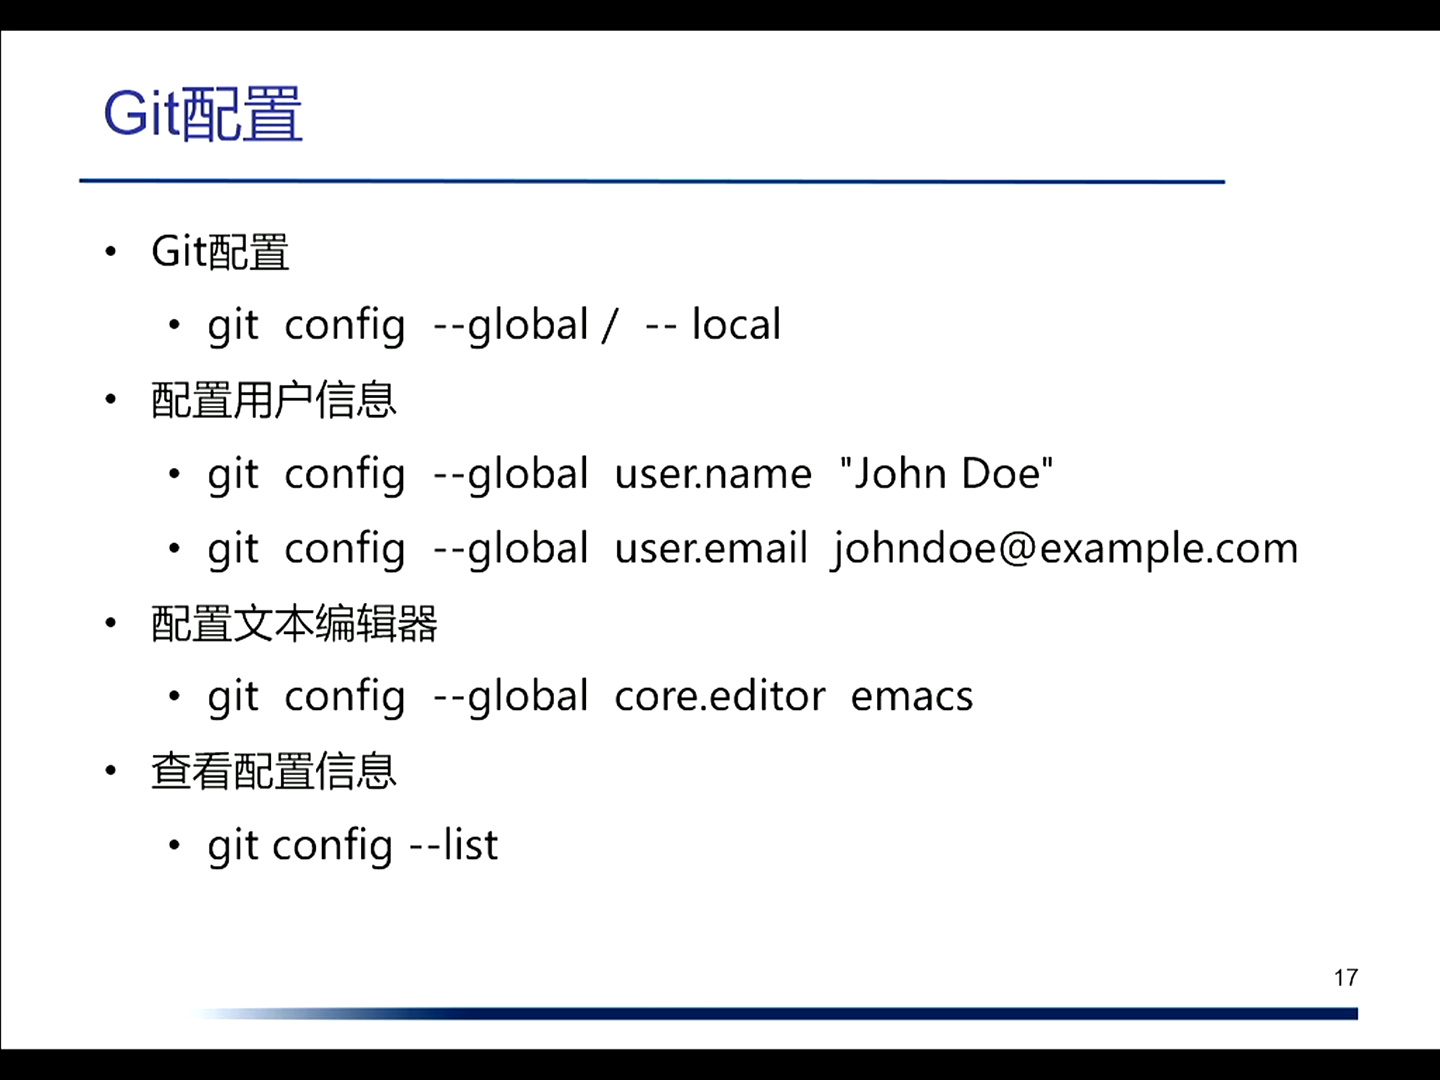 Git配置
• Git配置
• git config --global / -- local
• 配置用户信息
• git config --global user.name "John Doe"
• git config --global user.email johndoe@example.com
• 配置文本编辑器
• git config --global core.editor emacs
• 查看配置信息
• git config --list
17